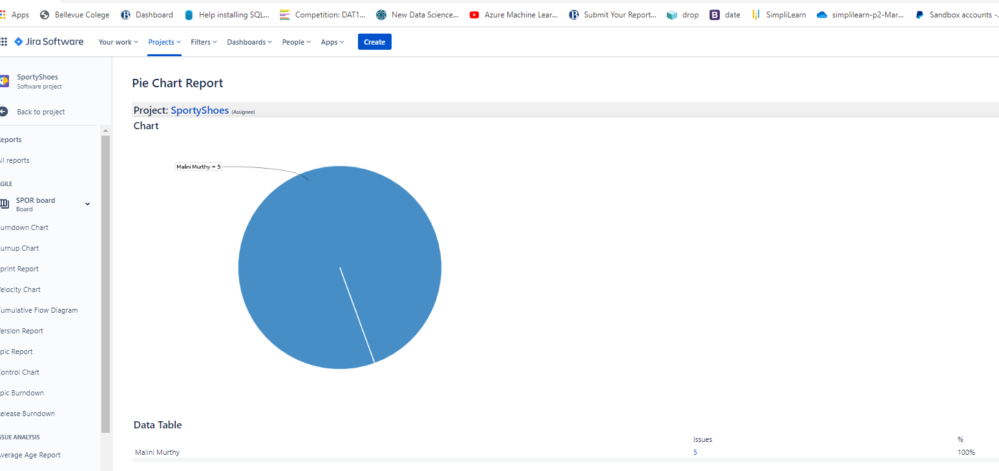 Apps Bellevue Colege Dashboard Help installing SQL... Competition: DAT1... New Data Science... Azure Machine Lear... Submit Your Report... drop B date SimpliLearn simplilearn-p2-Mar... Sandbox accounts -.
Jira Software Your work Projects Filters Dashboards People Apps Create
SportyShoes
Software project
Back to project
eports
ll reports
GILE
SPOR board
Board
urndown Chart
urnup Chart
print Report
elocity Chart
umulative Flow Diagram
ersion Report
pic Report
ontrol Chart
pic Burndown
elease Burndown
SSUE ANALYSIS
verage Age Report
Pie Chart Report
Project: SportyShoes (Assignee)
Chart
Malini Murthy = 5
Data Table
Issues %
Malini Murthy 5 100%